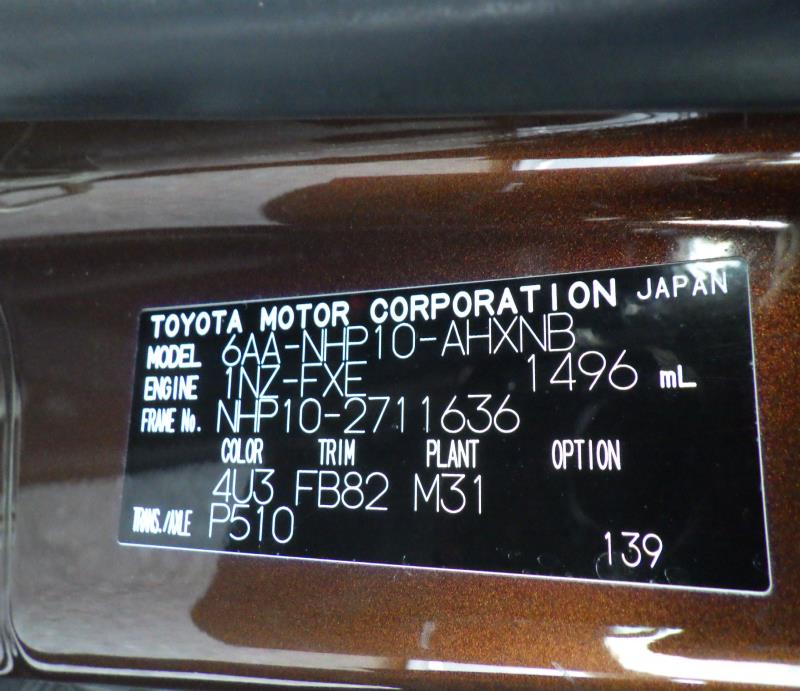 TOYOTA MOTOR CORPORATION JAPAN
MODEL 6AA-NHP10-AHXNB
ENGINE 1NZ-FXE 1496 mL
FRAME No. NHP10-2711636
COLOR TRIM PLANT OPTION
4U3 FB82 M31
TRANS./AXLE P510
139